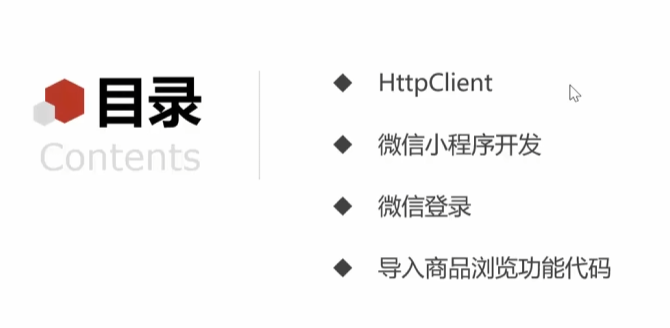 目录
Contents
HttpClient
微信小程序开发
微信登录
导入商品浏览功能代码